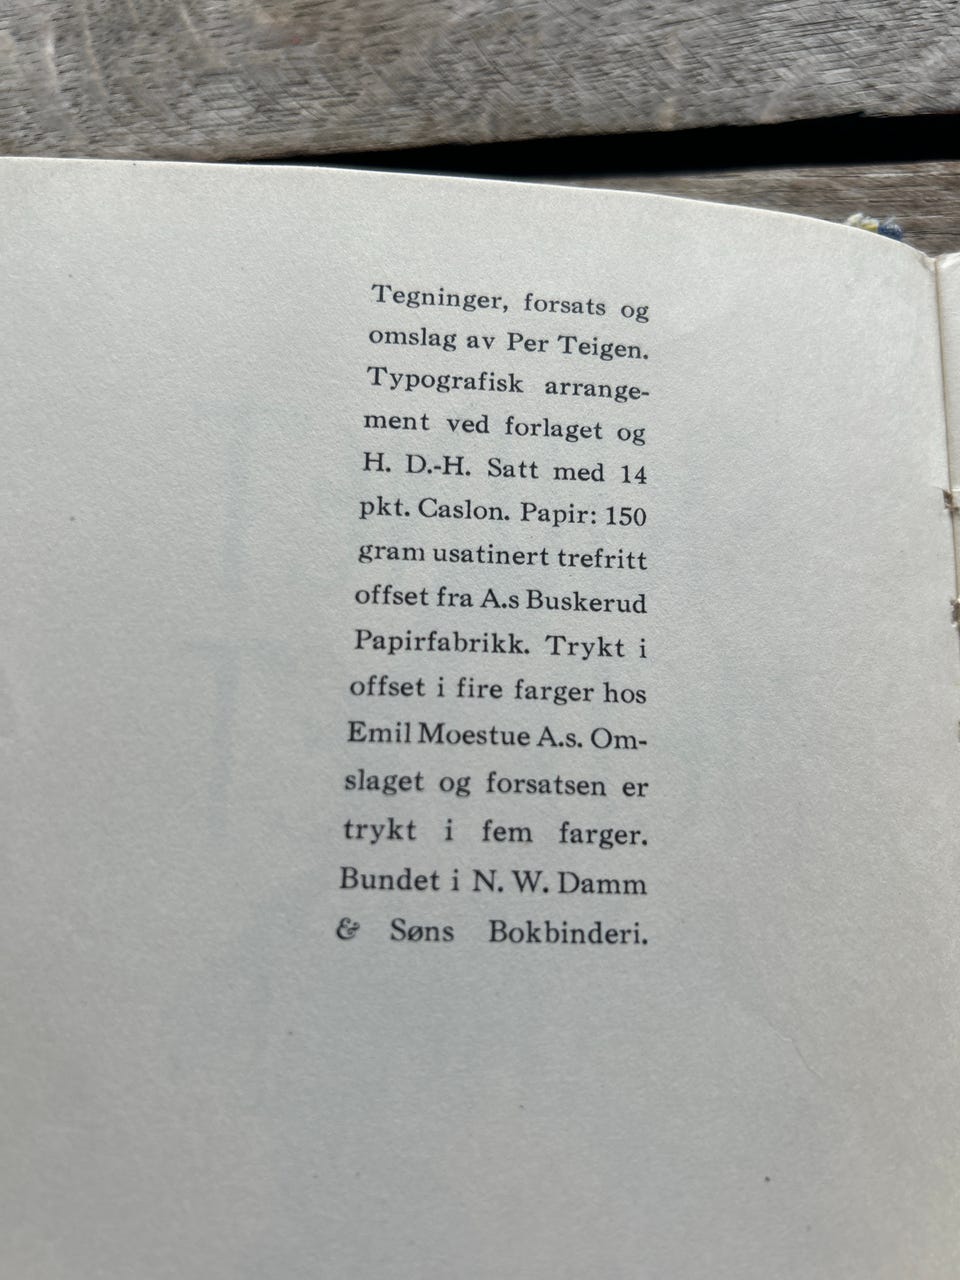 Tegninger, forsats og
omslag av Per Teigen.
Typografisk arrange-
ment ved forlaget og
H. D.-H. Satt med 14
pkt. Caslon. Papir: 150
gram usatinert trefritt
offset fra A.s Buskerud
Papirfabrikk. Trykt i
offset i fire farger hos
Emil Moestue A.s. Om-
slaget og forsatsen er
trykt i fem farger.
Bundet i N. W. Damm
& Søns Bokbinderi.